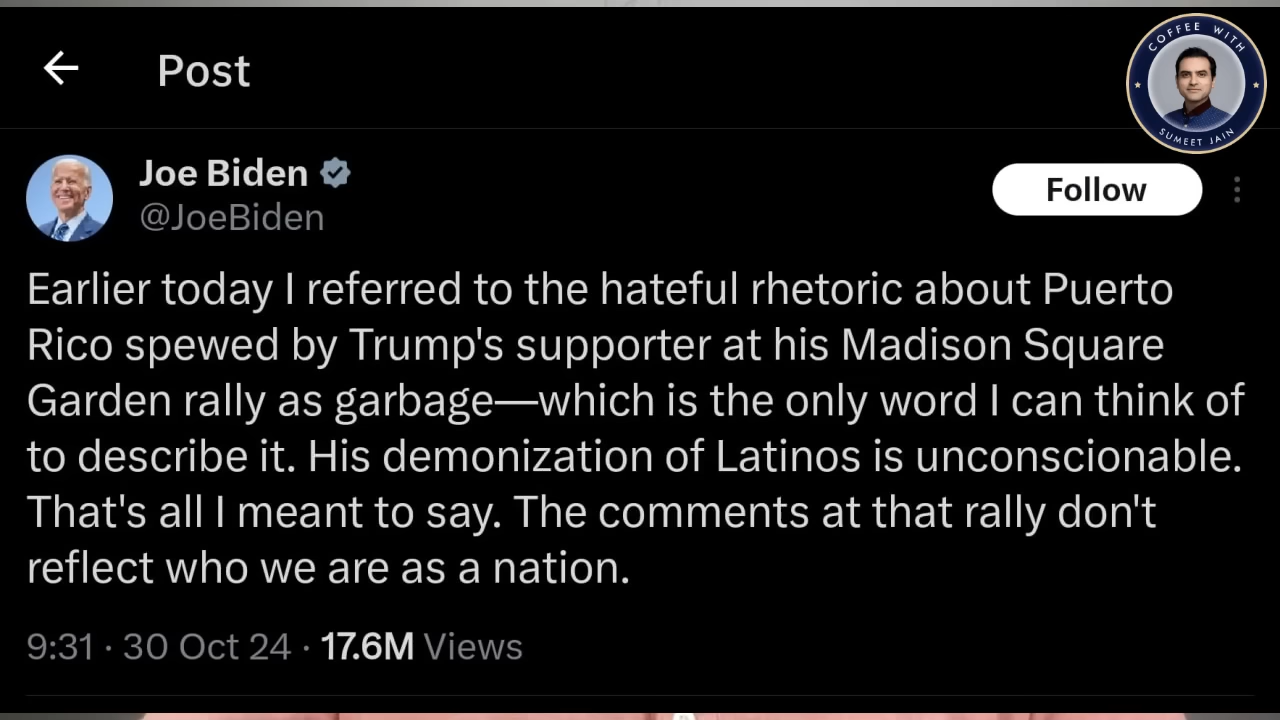 Post
COFFEE WITH
SUMEET JAIN
Joe Biden
@JoeBiden
Follow
Earlier today I referred to the hateful rhetoric about Puerto
Rico spewed by Trump's supporter at his Madison Square
Garden rally as garbage—which is the only word I can think of
to describe it. His demonization of Latinos is unconscionable.
That's all I meant to say. The comments at that rally don't
reflect who we are as a nation.
9:31 · 30 Oct 24 · 17.6M Views